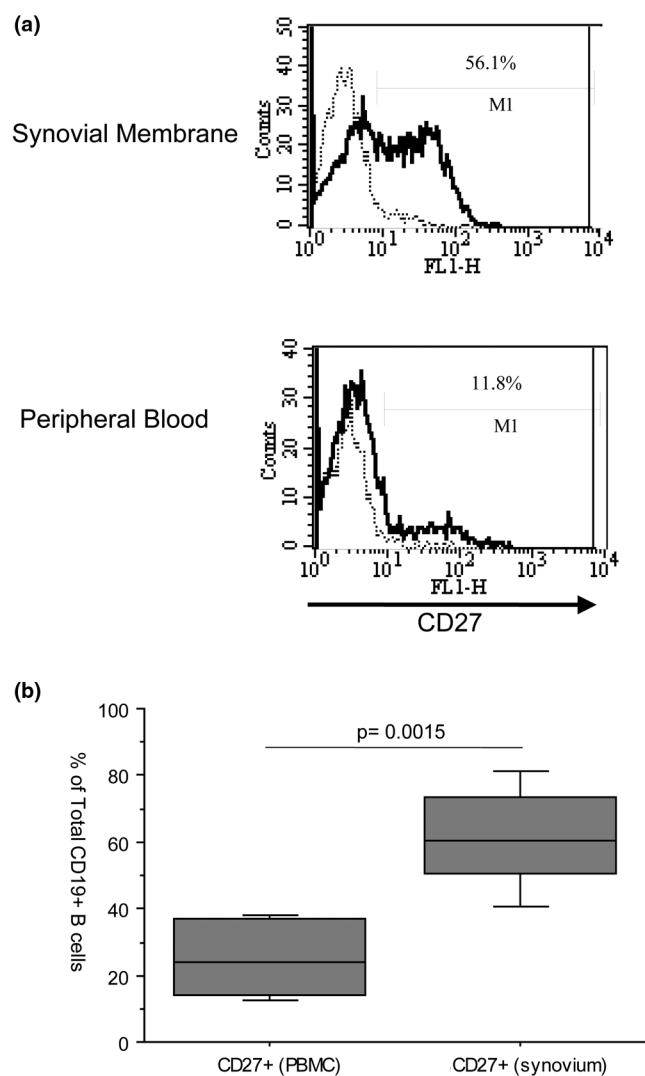 (a)
Synovial Membrane
Counts
50
40
30
20
10
0
56.1%
M1
10^0 10^1 10^2 10^3 10^4
FL1-H
Peripheral Blood
Counts
40
30
20
10
0
11.8%
M1
10^0 10^1 10^2 10^3 10^4
FL1-H
CD27
(b)
% of Total CD19+ B cells
100
80
60
40
20
0
p= 0.0015
CD27+ (PBMC) CD27+ (synovium)